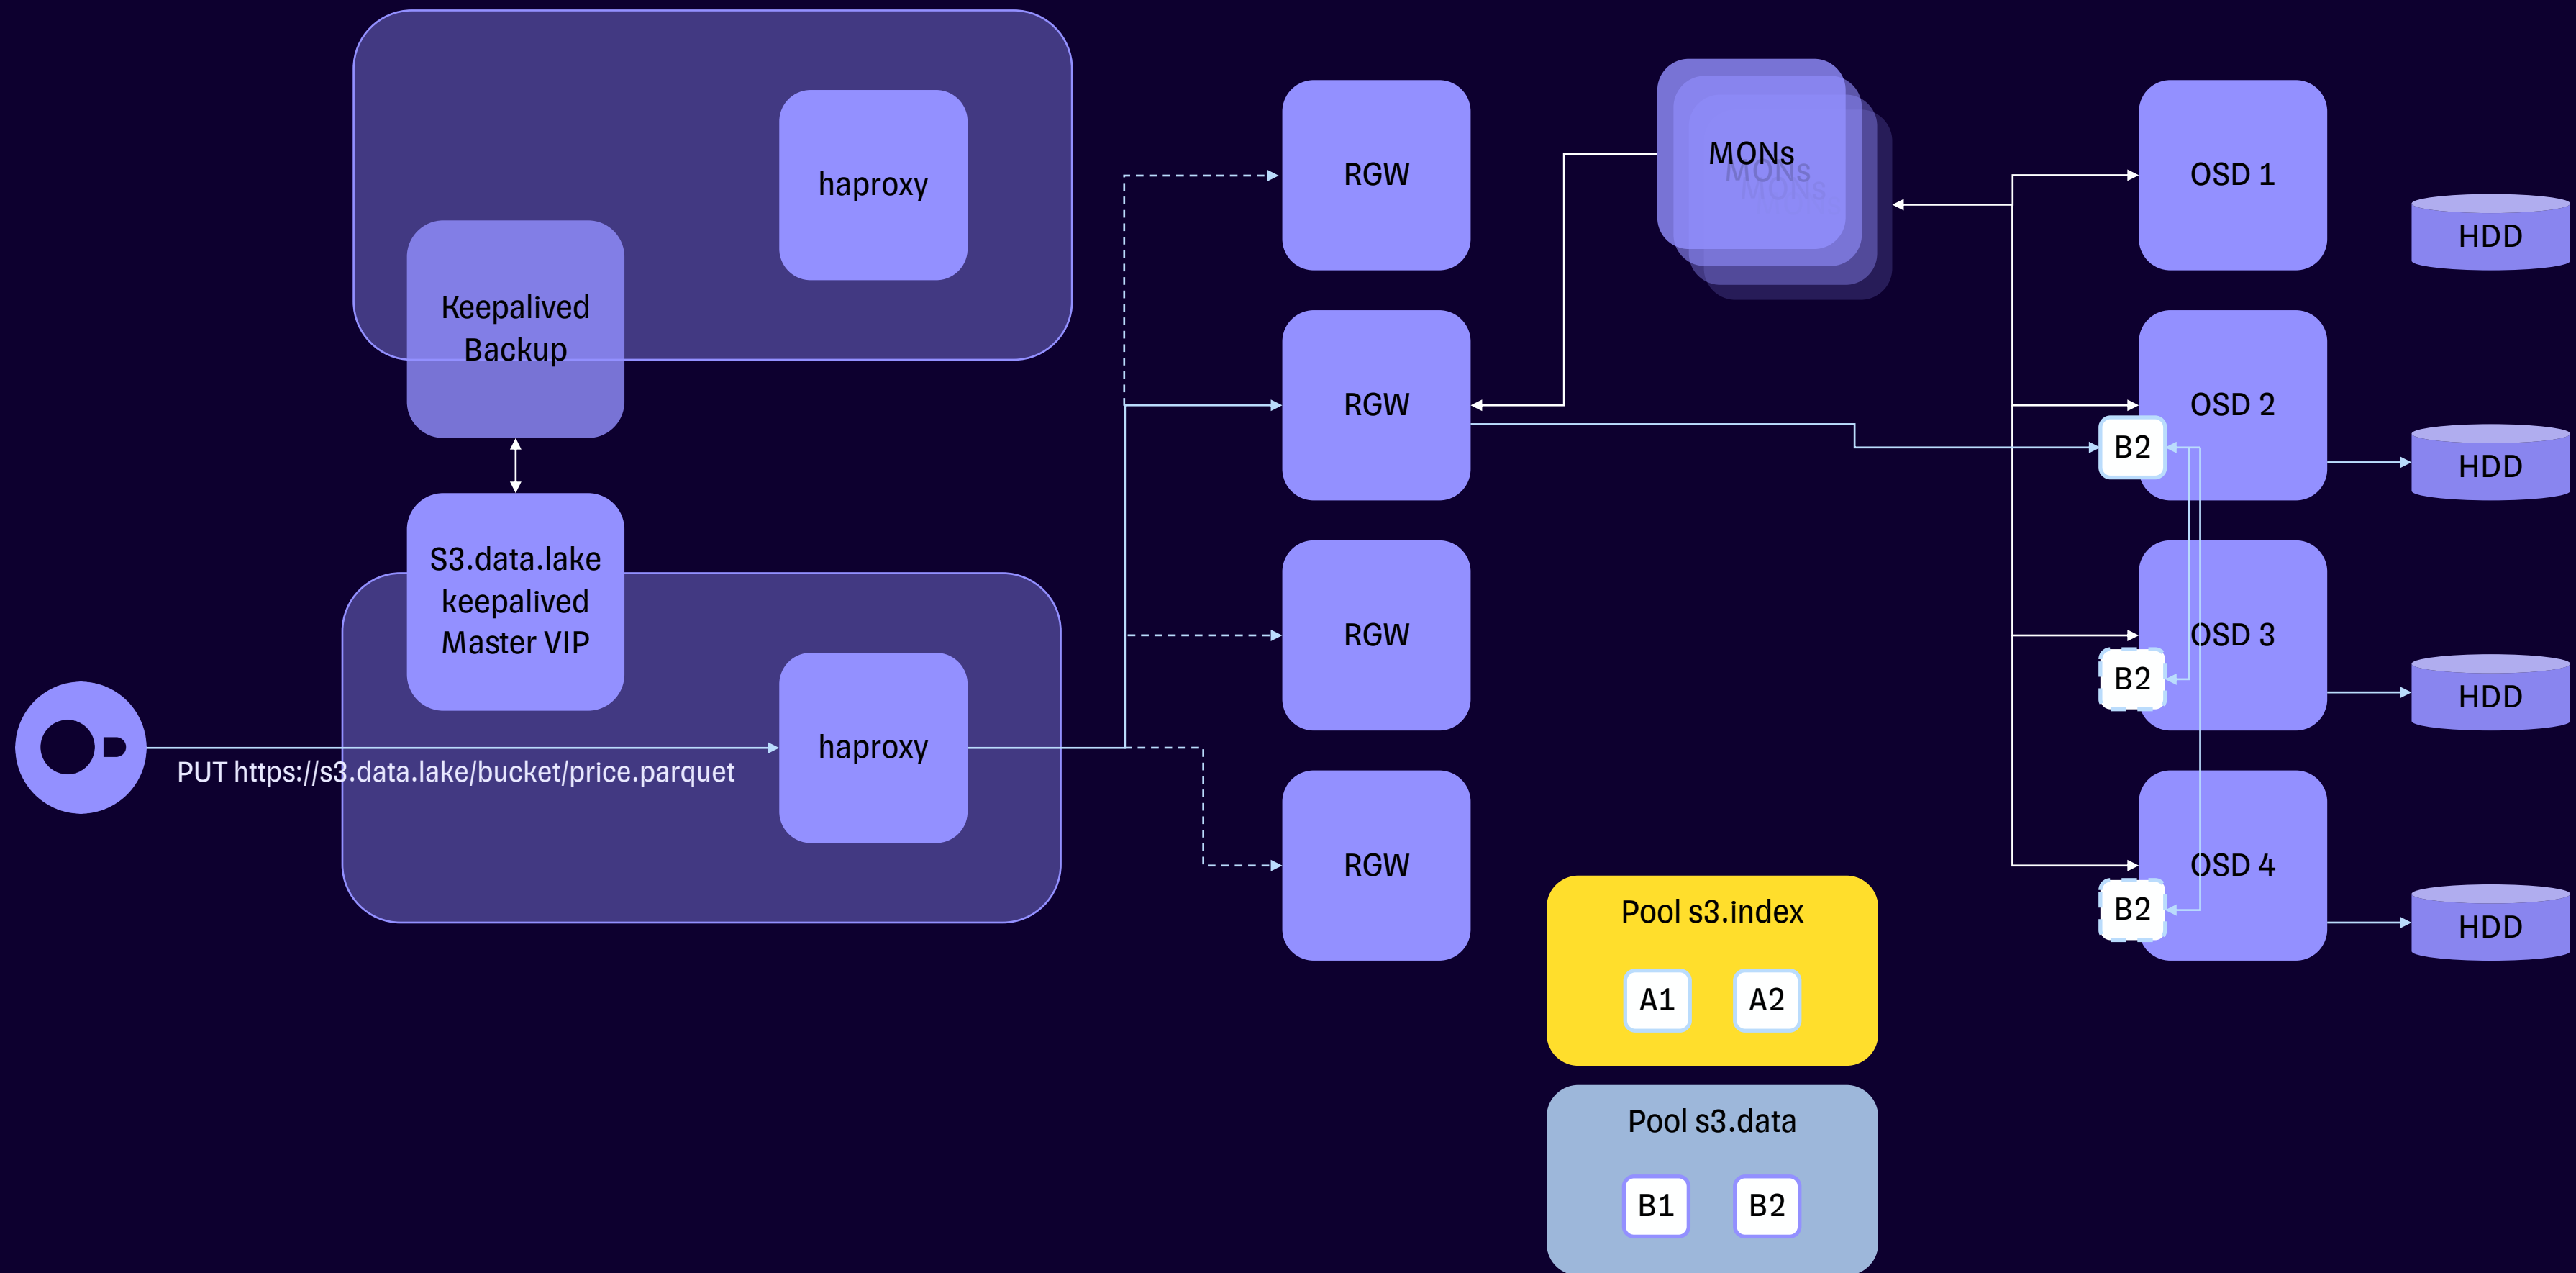 haproxy
Keepalived
Backup
S3.data.lake
keepalived
Master VIP
haproxy
PUT https://s3.data.lake/bucket/price.parquet
RGW
RGW
RGW
RGW
MONs
MONs
MONs
OSD 1
OSD 2
B2
OSD 3
B2
OSD 4
B2
HDD
HDD
HDD
HDD
Pool s3.index
A1 A2
Pool s3.data
B1 B2